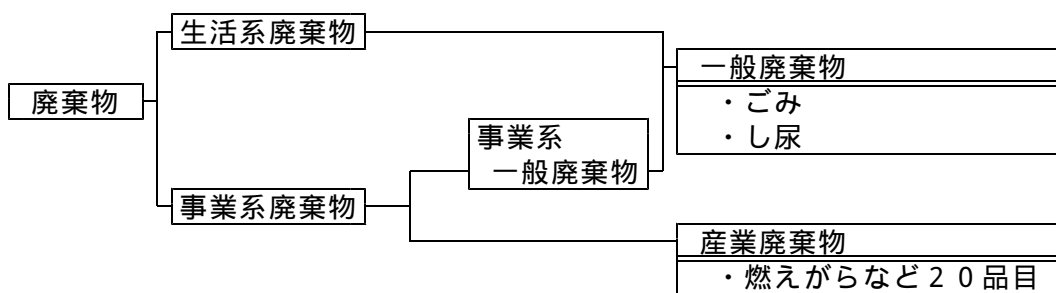 廃棄物
生活系廃棄物
事業系廃棄物
事業系
一般廃棄物
一般廃棄物
・ごみ
・し尿
産業廃棄物
・燃えがらなど２０品目